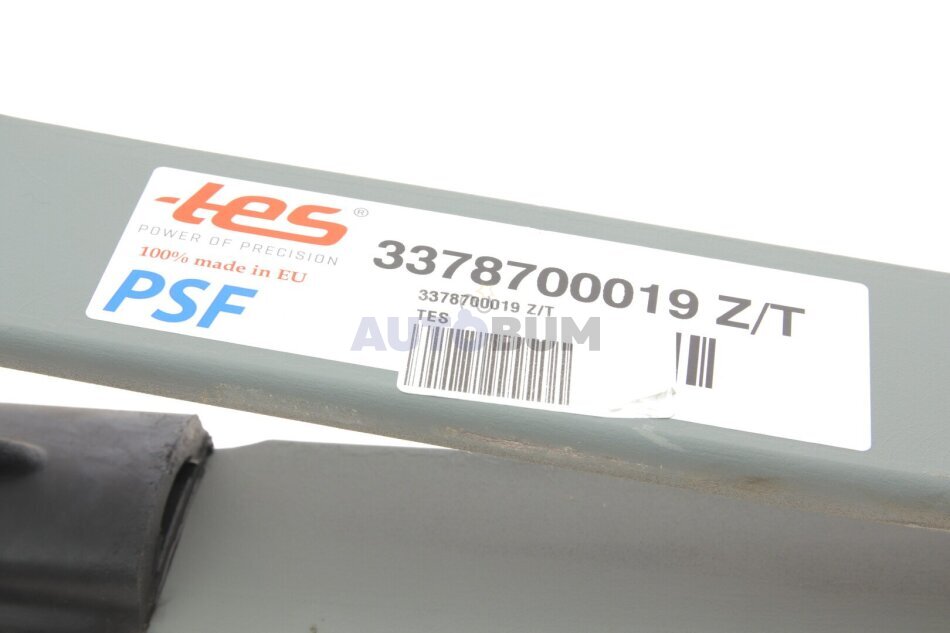 -tes®
POWER OF PRECISION
100% made in EU
PSF
3378700019 Z/T
3378700019 Z/T
TES
AUTOBUM